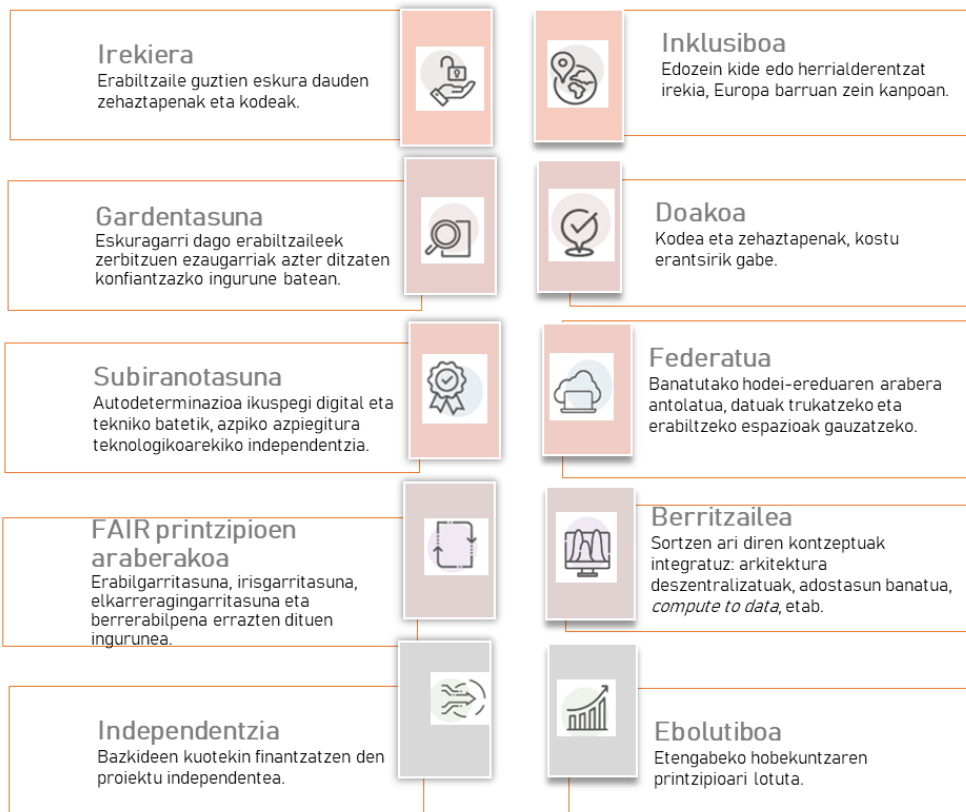 Irekiera
Erabiltzaile guztien eskura dauden
zehaztapenak eta kodeak.
Inklusiboa
Edozein kide edo herrialderentzat
irekia, Europa barruan zein kanpoan.
Gardentasuna
Eskuragarri dago erabiltzaileek
zerbitzuen ezaugarriak azter ditzaten
konfiantzazko ingurune batean.
Doakoa
Kodea eta zehaztapenak, kostu
erantsirik gabe.
Subiranotasuna
Autodeterminazioa ikuspegi digital eta
tekniko batetik, azpiko azpiegitura
teknologikoarekiko independentzia.
Federatua
Banatutako hodei-ereduaren arabera
antolatua, datuak trukatzeko eta
erabiltzeko espazioak gauzatzeko.
FAIR printzipioen
araberakoa
Erabilgarritasuna, irisgarritasuna,
elkarreragingarritasuna eta
berrerabilpena errazten dituen
ingurunea.
Berritzailea
Sortzen ari diren kontzeptuak
integratuz: arkitektura
deszentralizatuak, adostasun banatua,
compute to data, etab.
Independentzia
Bazkideen kuotekin finantzatzen den
proiektu independentea.
Ebolutiboa
Etengabeko hobekuntzaren
printzipioari lotuta.